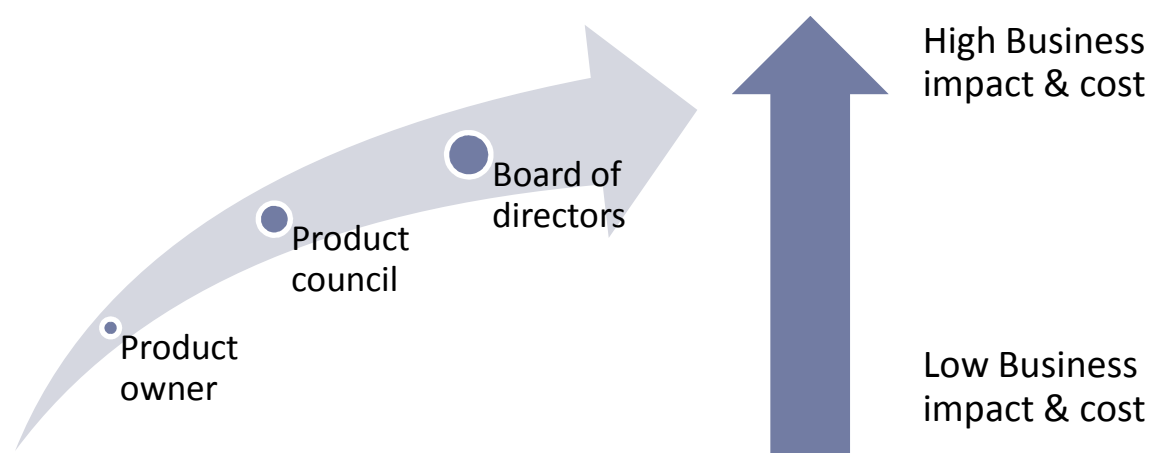 High Business
impact & cost
Board of
directors
Product
council
Product
owner
Low Business
impact & cost